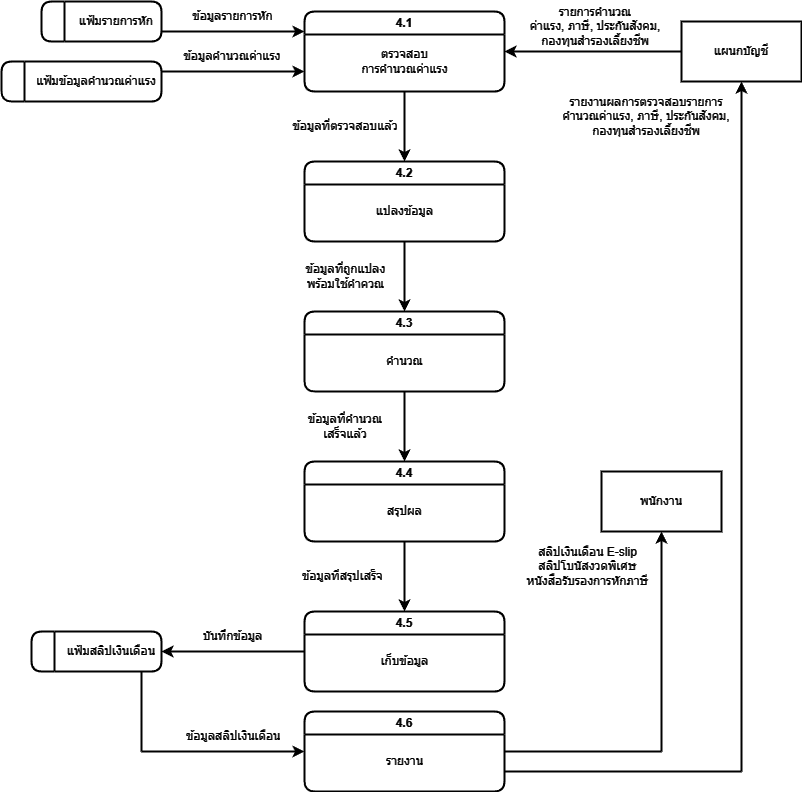 แฟ้มรายการหัก
ข้อมูลรายการหัก
แฟ้มข้อมูลคำนวณค่าแรง
ข้อมูลคำนวณค่าแรง
4.1
ตรวจสอบ
การคำนวณค่าแรง
รายการคำนวณ
ค่าแรง, ภาษี, ประกันสังคม,
กองทุนสำรองเลี้ยงชีพ
แผนกบัญชี
รายงานผลการตรวจสอบรายการ
คำนวณค่าแรง, ภาษี, ประกันสังคม,
กองทุนสำรองเลี้ยงชีพ
ข้อมูลที่ตรวจสอบแล้ว
4.2
แปลงข้อมูล
ข้อมูลที่ถูกแปลง
พร้อมใช้คำควณ
4.3
คำนวณ
ข้อมูลที่คำนวณ
เสร็จแล้ว
4.4
สรุปผล
พนักงาน
สลิปเงินเดือน E-slip
สลิปโบนัสงวดพิเศษ
หนังสือรับรองการหักภาษี
ข้อมูลที่สรุปเสร็จ
4.5
เก็บข้อมูล
บันทึกข้อมูล
แฟ้มสลิปเงินเดือน
ข้อมูลสลิปเงินเดือน
4.6
รายงาน